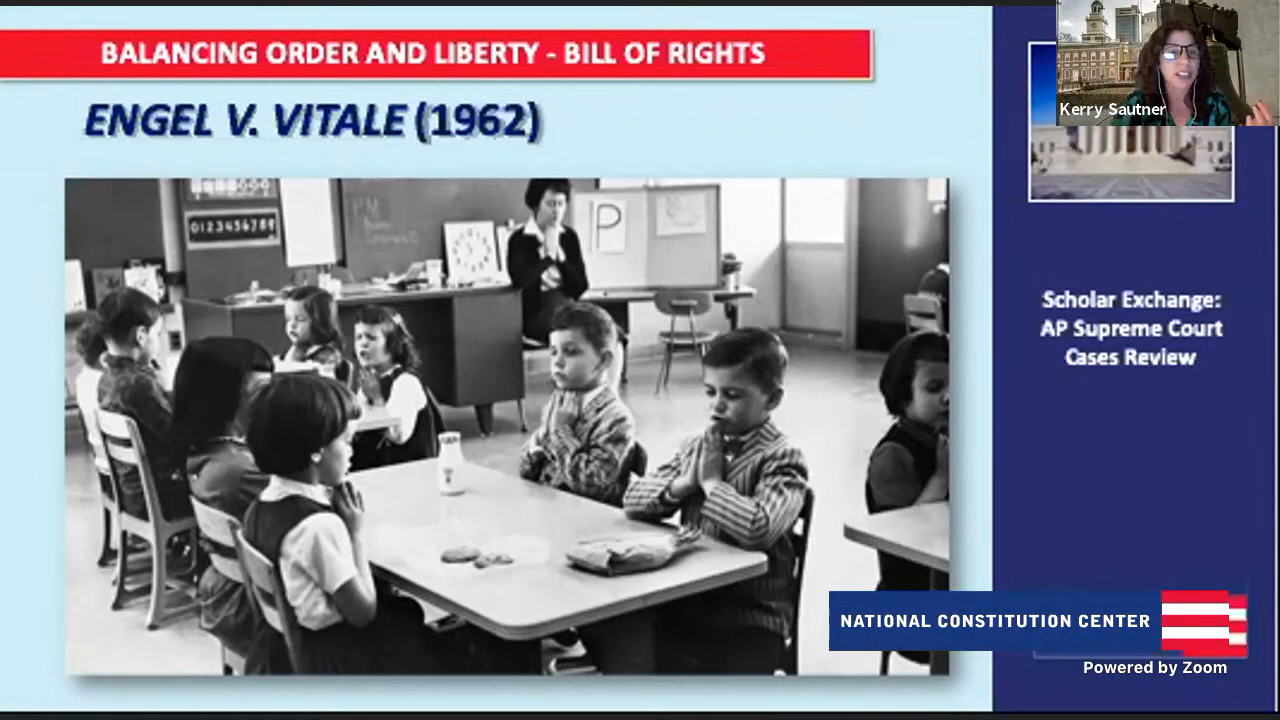 BALANCING ORDER AND LIBERTY - BILL OF RIGHTS
ENGEL V. VITALE (1962)
Kerry Sautner
0123456789
P
Scholar Exchange:
AP Supreme Court
Cases Review
NATIONAL CONSTITUTION CENTER
Powered by Zoom